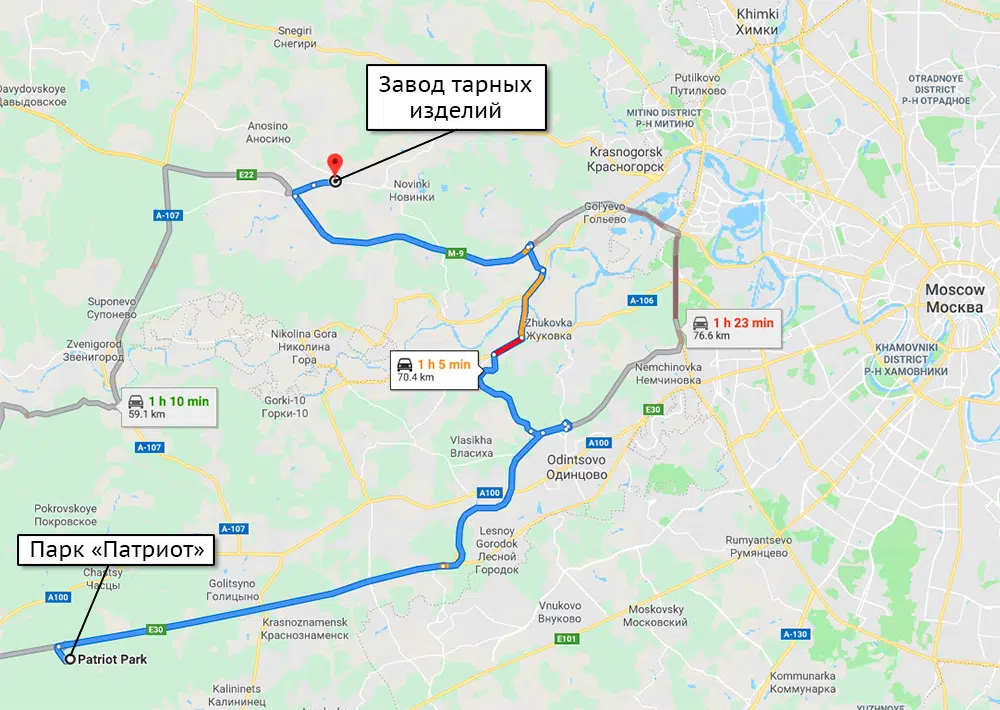 Khimki
Химки
Snegiri
Снегири
Завод тарных
изделий
Putilkovo
Путилково
OTRADNOYE
DISTRICT
Р-Н ОТРАДНОЕ
Davydovskoye
Давыдовское
MITINO DISTRICT
Р-Н МИТИНО
Anosino
Аносино
Krasnogorsk
Красногорск
E22
Novinki
Новинки
A-107
Golyevo
Гольево
M-9
Moscow
Москва
A-106
Suponevo
Супонево
Zhukovka
Жуковка
1 h 23 min
76.6 km
Nikolina Gora
Николина
Гора
Zvenigorod
Звенигород
KHAMOVNIKI
DISTRICT
Р-Н ХАМОВНИКИ
1 h 5 min
70.4 km
Nemchinovka
Немчиновка
1 h 10 min
59.1 km
Gorki-10
Горки-10
E30
A-107
Vlasikha
Власиха
A100
Odintsovo
Одинцово
A100
Pokrovskoye
Покровское
A-107
Lesnoy
Gorodok
Лесной
Городок
Rumyantsevo
Румянцево
Парк «Патриот»
Chastsy
Часцы
Golitsyno
Голицыно
A100
Vnukovo
Внуково
Moskovsky
Московский
Krasnoznamensk
Краснознаменск
E30
E101
A-130
Patriot Park
Kommunarka
Коммунарка
Kalininets
Калининец
YUZHNOYE